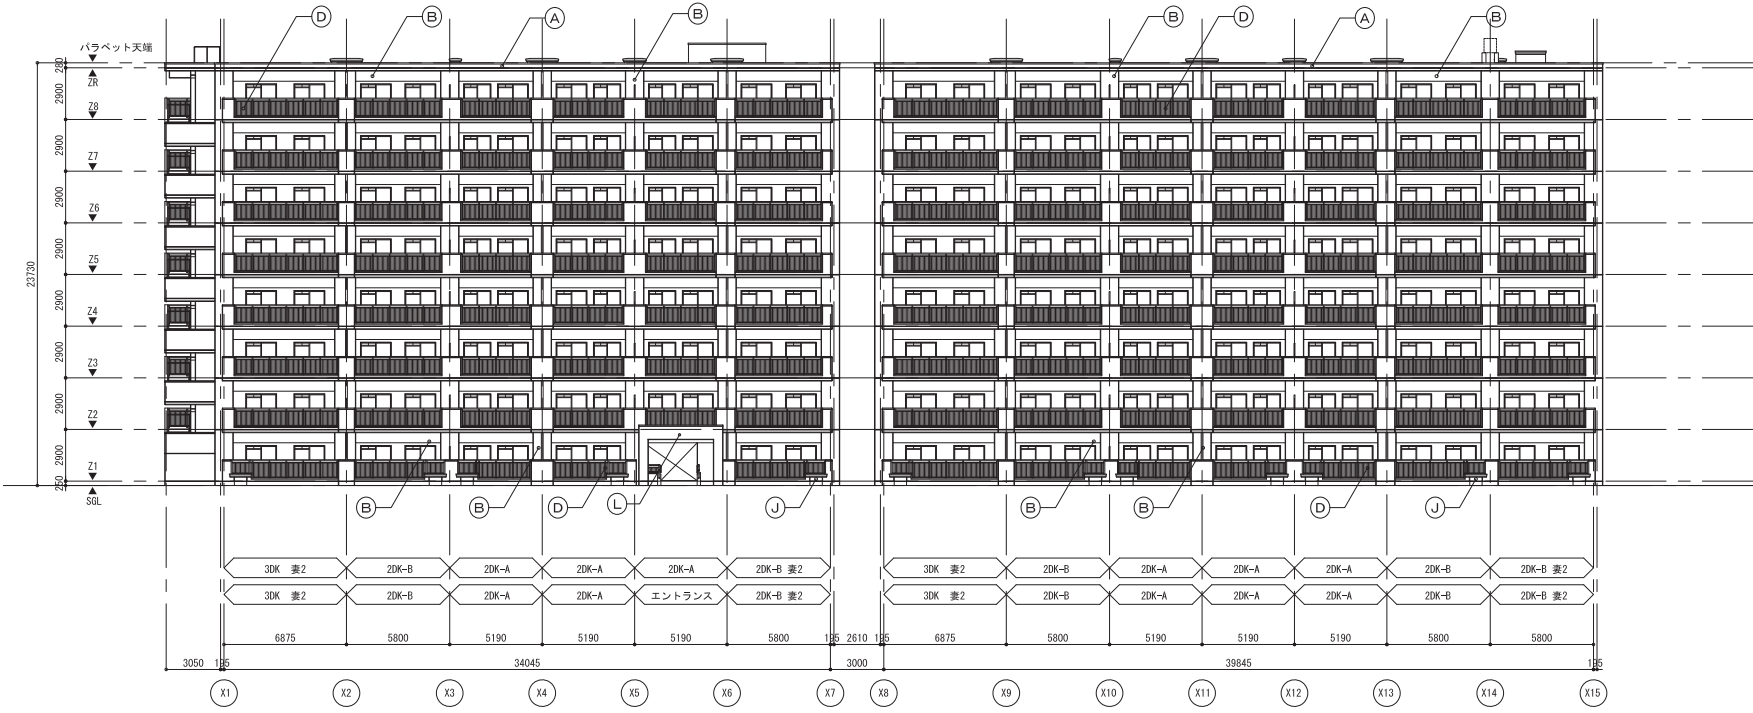 D B A B B D A B
パラペット天端
280
ZR
2900
Z8
2900
Z7
2900
Z6
2900
Z5
23730
2900
Z4
2900
Z3
2900
Z2
2900
Z1
250
SGL
B B D L J B B D J
3DK 妻2 2DK-B 2DK-A 2DK-A 2DK-A 2DK-B 妻2 3DK 妻2 2DK-B 2DK-A 2DK-A 2DK-A 2DK-B 2DK-B 妻2
3DK 妻2 2DK-B 2DK-A 2DK-A エントランス 2DK-B 妻2 3DK 妻2 2DK-B 2DK-A 2DK-A 2DK-A 2DK-B 2DK-B 妻2
6875 5800 5190 5190 5190 5800 195 2610 195 6875 5800 5190 5190 5190 5800 5800
3050 195 34045 3000 39845 195
X1 X2 X3 X4 X5 X6 X7 X8 X9 X10 X11 X12 X13 X14 X15